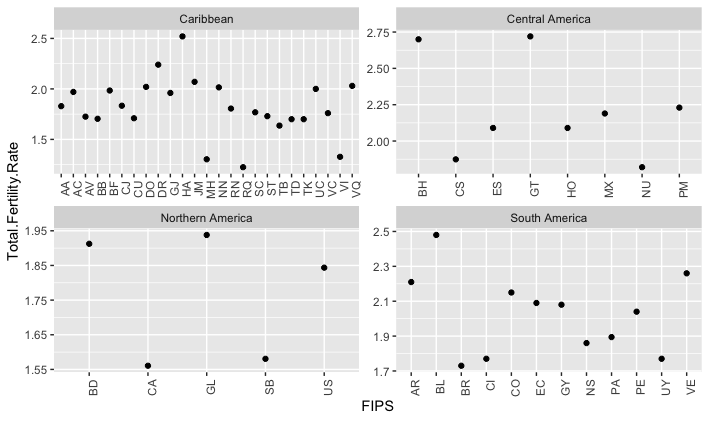 Caribbean
Central America
2.5
2.0
1.5
AA AC AV BB BF CJ CU DO DR GJ HA JM MH NN RN RQ SC ST TB TD TK UC VC VI VQ
2.75
2.50
2.25
2.00
BH CS ES GT HO MX NU PM
Total.Fertility.Rate
Northern America
South America
1.95
1.85
1.75
1.65
1.55
BD CA GL SB US
2.5
2.3
2.1
1.9
1.7
AR BL BR CI CO EC GY NS PA PE UY VE
FIPS